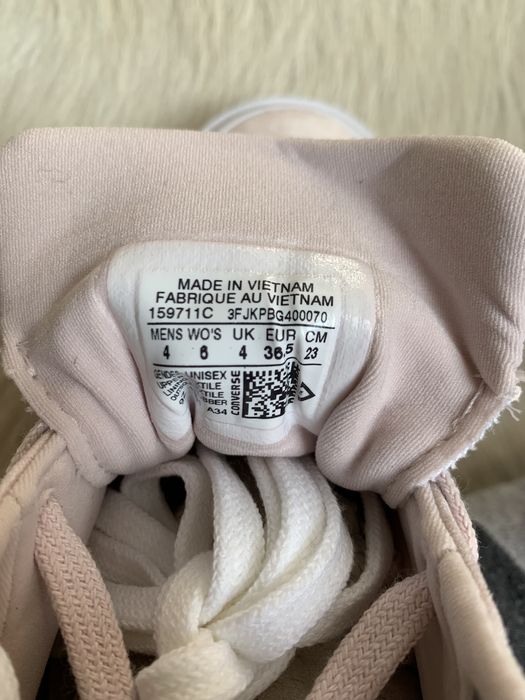 MADE IN VIETNAM
FABRIQUE AU VIETNAM
159711C 3FJKPBG400070
MENS WO'S UK EUR CM
4 6 4 36.5 23
GENDER:UNISEX
A34
CONVERSE